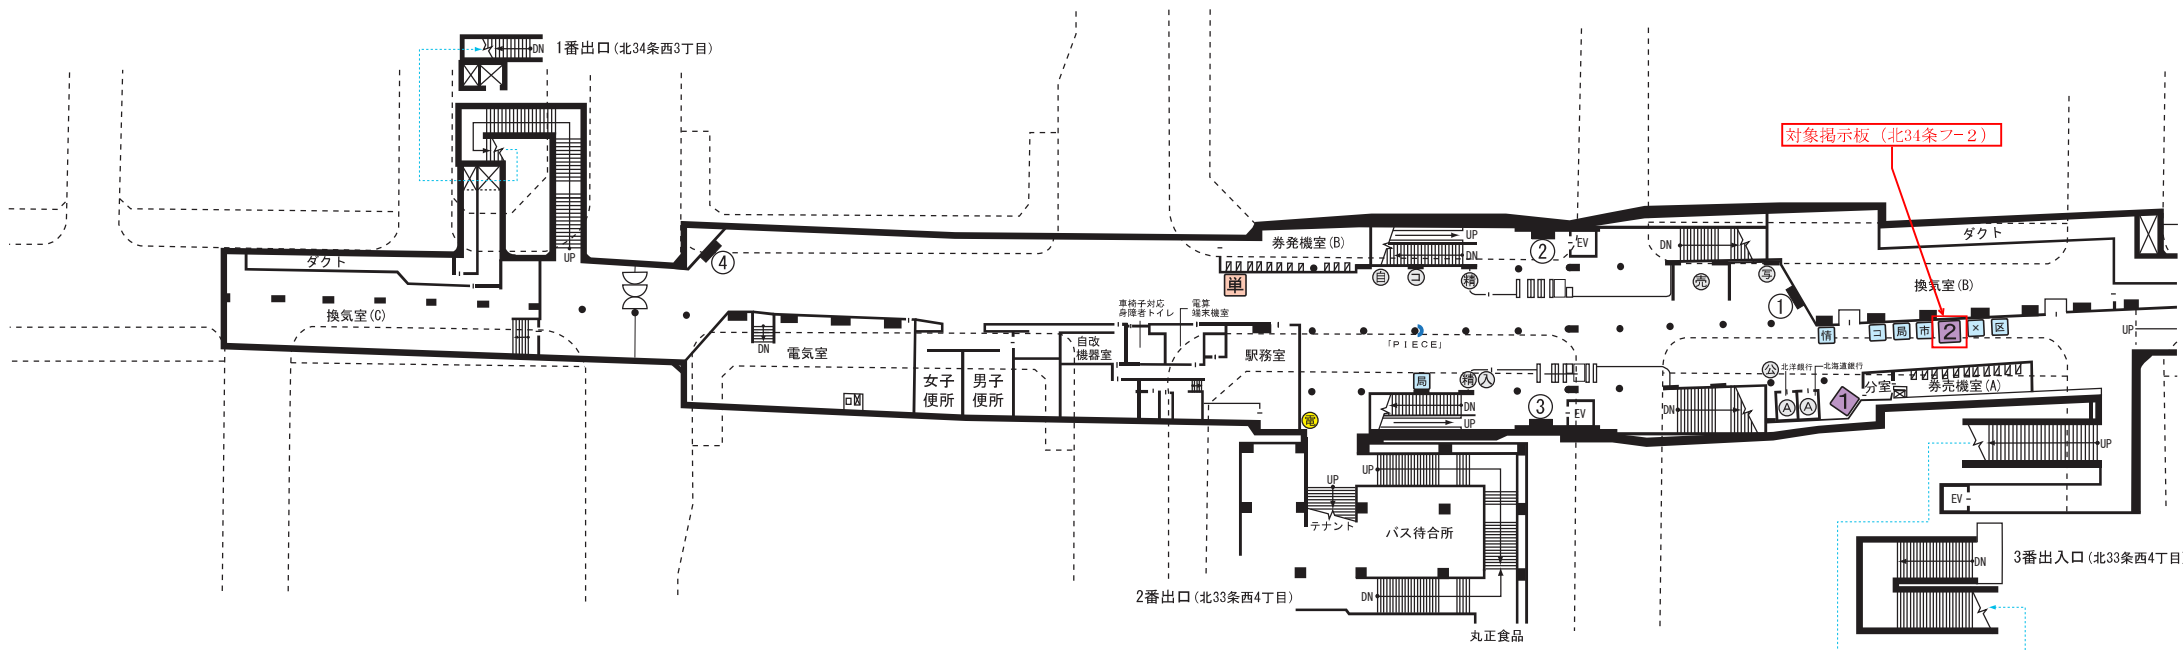 DN
1番出口(北34条西3丁目)
対象掲示板（北34条フー２）
UP
ダクト
換気室(C)
4
券発機室(B)
UP
DN
2
EV
DN
ダクト
単
自
コ
精
売
写
1
換気室(B)
車椅子対応
身障者トイレ
電算
端末機室
DN
電気室
自改
機器室
駅務室
「PIECE」
情
コ
局
市
2
×
区
UP
女子
便所
男子
便所
局
精
入
公
北洋銀行
北海道銀行
分室
券売機室(A)
A
A
1
電
DN
UP
3
EV
DN
UP
UP
UP
テナント
バス待合所
EV
DN
2番出口(北33条西4丁目)
丸正食品
DN
3番出入口(北33条西4丁目